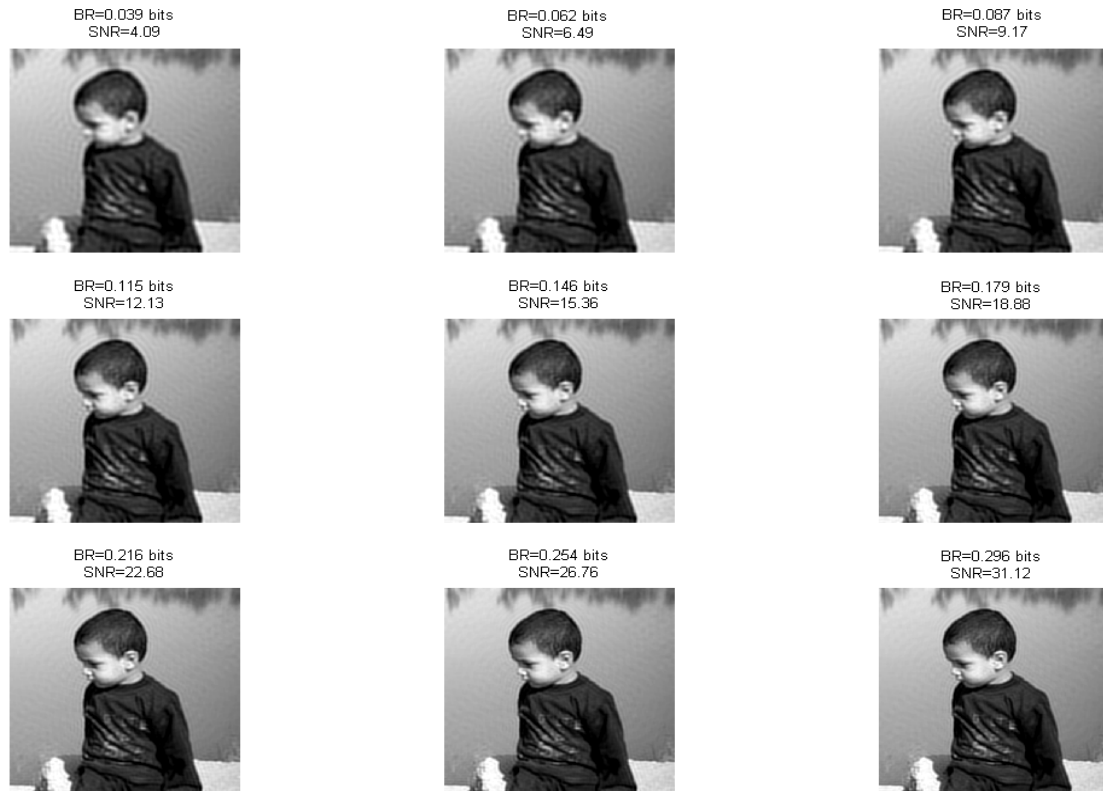 BR=0.039 bits
SNR=4.09
BR=0.062 bits
SNR=6.49
BR=0.087 bits
SNR=9.17
BR=0.115 bits
SNR=12.13
BR=0.146 bits
SNR=15.36
BR=0.179 bits
SNR=18.88
BR=0.216 bits
SNR=22.68
BR=0.254 bits
SNR=26.76
BR=0.296 bits
SNR=31.12